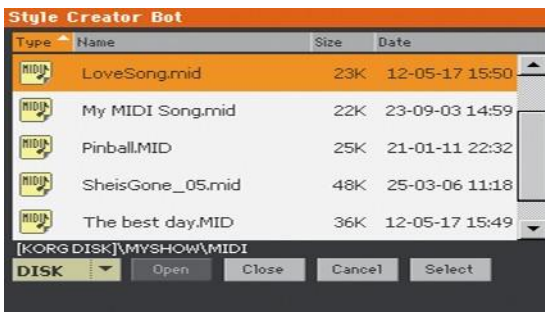 Style Creator Bot
Type Name Size Date
MIDI LoveSong.mid 23K 12-05-17 15:50
MIDI My MIDI Song.mid 22K 23-09-03 14:59
MIDI Pinball.MID 25K 21-01-11 22:32
MIDI SheisGone_05.mid 48K 25-03-06 11:18
MIDI The best day.MID 36K 12-05-17 15:49
[KORG DISK]\MYSHOW\MIDI
DISK Open Close Cancel Select